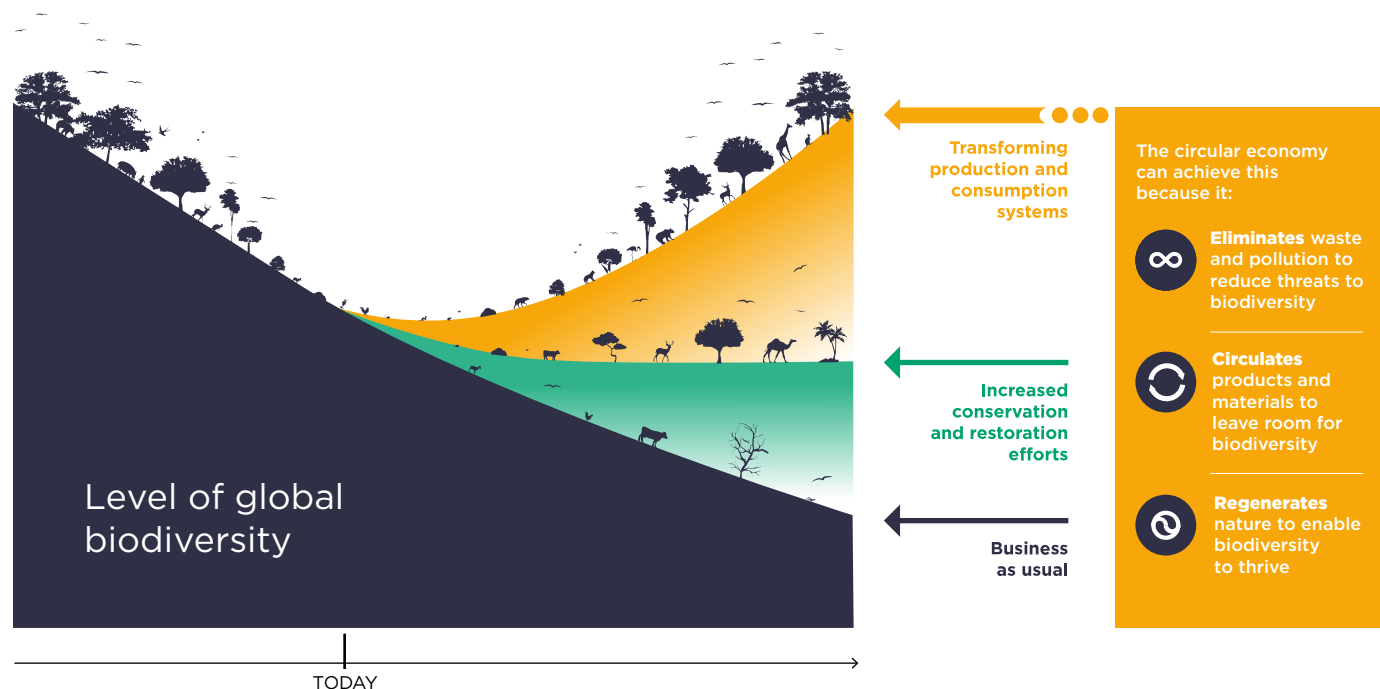 Level of global
biodiversity
TODAY
Transforming
production and
consumption
systems
Increased
conservation
and restoration
efforts
Business
as usual
The circular economy
can achieve this
because it:
Eliminates waste
and pollution to
reduce threats to
biodiversity
Circulates
products and
materials to
leave room for
biodiversity
Regenerates
nature to enable
biodiversity
to thrive